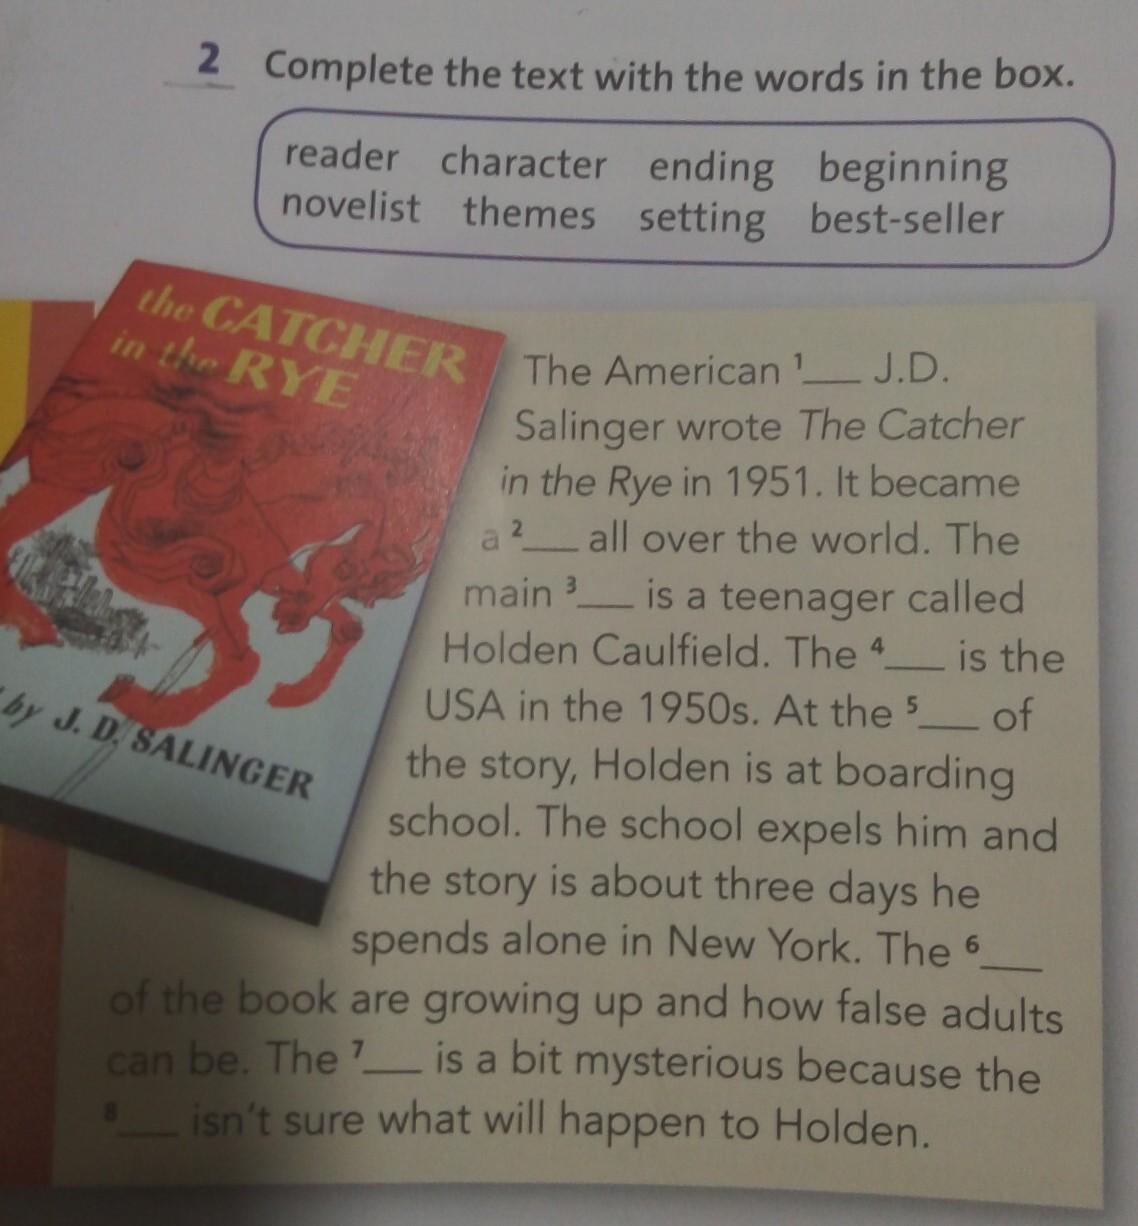 2 Complete the text with the words in the box.
reader character ending beginning
novelist themes setting best-seller
the CATCHER
in the RYE
by J. D. SALINGER
The American ¹___ J.D.
Salinger wrote The Catcher
in the Rye in 1951. It became
a ²___ all over the world. The
main ³___ is a teenager called
Holden Caulfield. The ⁴___ is the
USA in the 1950s. At the ⁵___ of
the story, Holden is at boarding
school. The school expels him and
the story is about three days he
spends alone in New York. The ⁶___
of the book are growing up and how false adults
can be. The ⁷___ is a bit mysterious because the
⁸___ isn't sure what will happen to Holden.